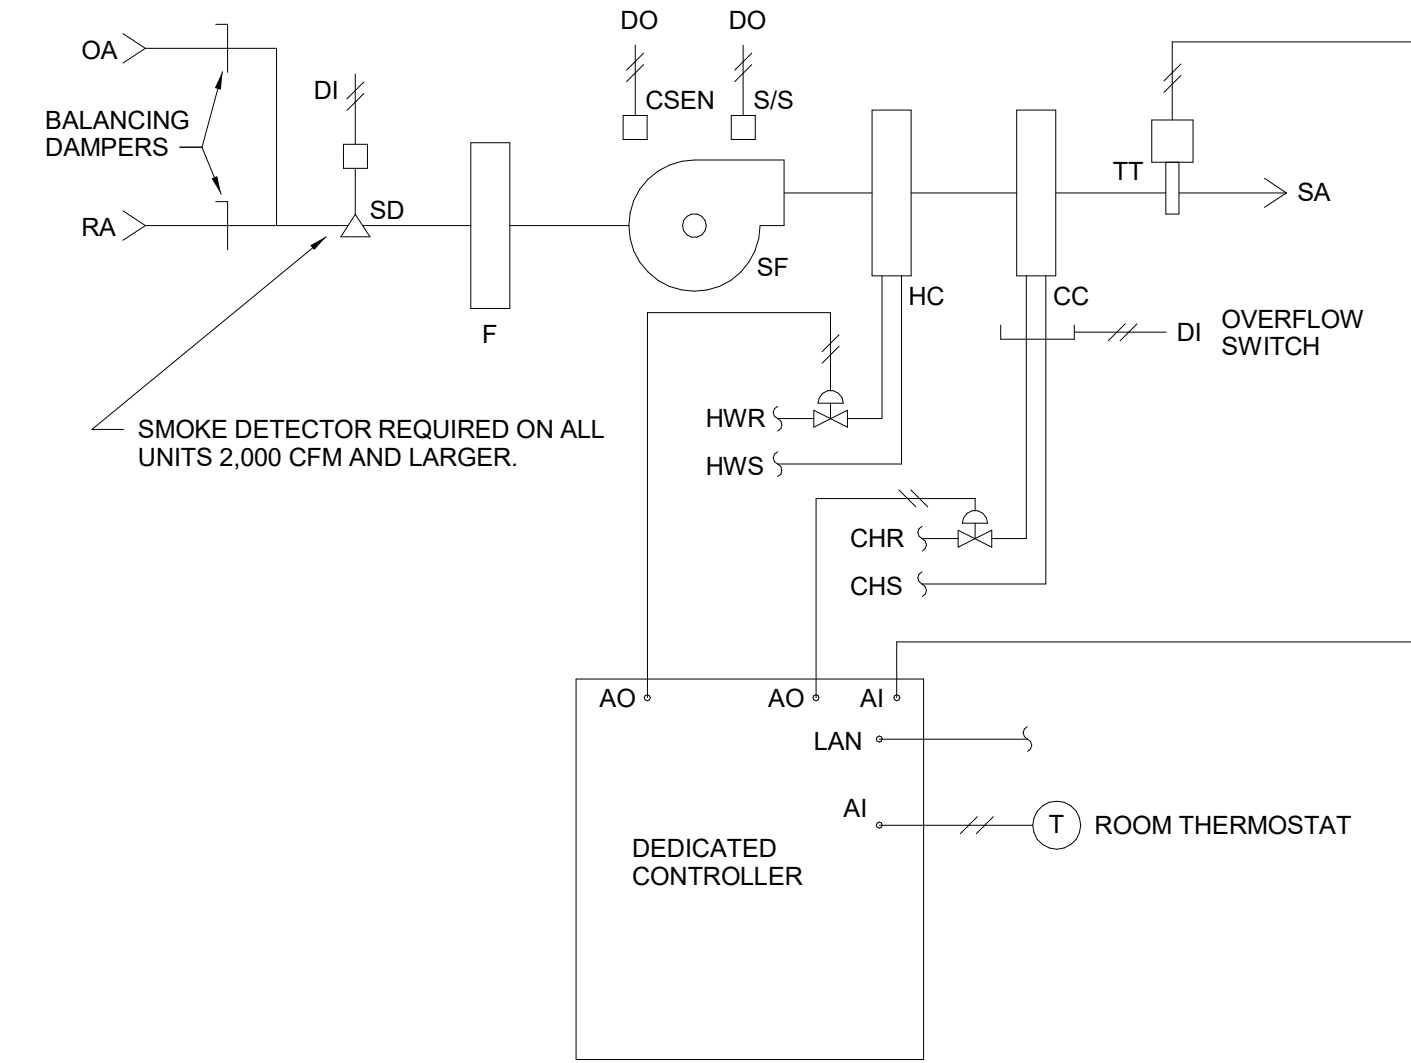 DO
DO
OA
DI
CSEN
S/S
BALANCING
DAMPERS
TT
SA
RA
SD
SF
HC
CC
F
DI
OVERFLOW
SWITCH
HWR
SMOKE DETECTOR REQUIRED ON ALL
UNITS 2,000 CFM AND LARGER.
HWS
CHR
CHS
AO
AO
AI
LAN
AI
T
ROOM THERMOSTAT
DEDICATED
CONTROLLER